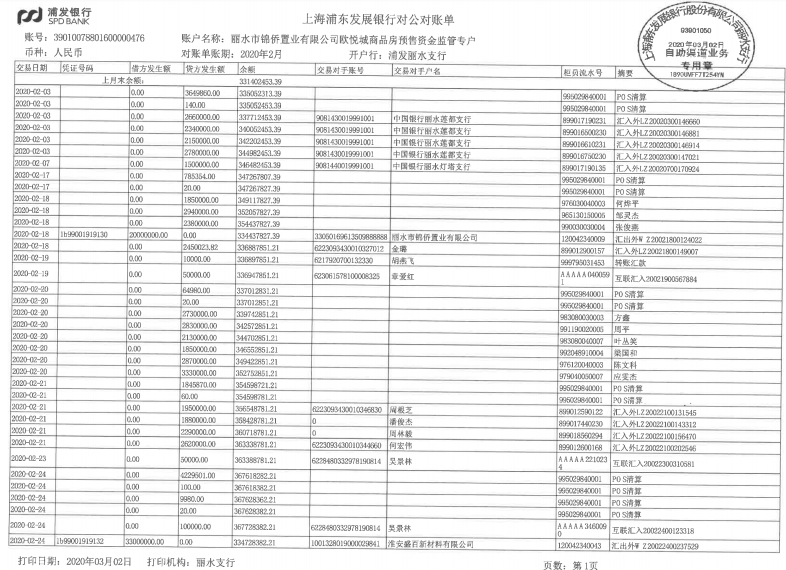 浦发银行
SPD BANK
上海浦东发展银行对公对账单
账号：39010078801600000476
账户名称：丽水市锦侨置业有限公司欧悦城商品房预售资金监管专户
币种：人民币
对账单账期：2020年2月
开户行：浦发丽水支行
上海浦东发展银行股份有限公司丽水支行
93901050
2020年03月02日
自助渠道业务
专用章
交易日期 凭证号码 借方发生额 贷方发生额 余额 交易对手账号 交易对手户名 柜员流水号 摘要
上月末余额： 331402453.39
2020-02-03 0.00 3649860.00 335052313.39 995029840001 POS清算
2020-02-03 0.00 140.00 335052453.39 995029840001 POS清算
2020-02-03 0.00 2660000.00 337712453.39 9081430019991001 中国银行丽水莲都支行 899017190231 汇入外LZ20020300146660
2020-02-03 0.00 2340000.00 340052453.39 9081430019991001 中国银行丽水莲都支行 899016500230 汇入外LZ20020300146881
2020-02-03 0.00 2150000.00 342202453.39 9081430019991001 中国银行丽水莲都支行 899016610231 汇入外LZ20020300146914
2020-02-03 0.00 2780000.00 344982453.39 9081430019991001 中国银行丽水莲都支行 899016750230 汇入外LZ20020300147021
2020-02-07 0.00 1500000.00 346482453.39 9081440019991001 中国银行丽水灯塔支行 899017190135 汇入外LZ20020700170924
2020-02-17 0.00 785354.00 347267807.39 995029840001 POS清算
2020-02-17 0.00 20.00 347267827.39 995029840001 POS清算
2020-02-18 0.00 1850000.00 349117827.39 976030040003 何烨平
2020-02-18 0.00 2940000.00 352057827.39 965130150006 邹灵杰
2020-02-18 0.00 2380000.00 354437827.39 990030030004 张俊燕
2020-02-18 1b99001919130 20000000.00 0.00 334437827.39 33050169613509888888 丽水市锦侨置业有限公司 120042340009 汇出外WZ20021800124022
2020-02-18 0.00 2450023.82 336887851.21 6223093430010327012 金璐 899012900157 汇入外LZ20021800149007
2020-02-19 0.00 10000.00 336897851.21 6217920700132330 胡燕飞 999795031453 转账汇款
2020-02-19 0.00 50000.00 336947851.21 623061578100008325 章爱红 AAAAA0400591 互联汇入20021900567884
2020-02-20 0.00 64980.00 337012831.21 995029840001 POS清算
2020-02-20 0.00 20.00 337012851.21 995029840001 POS清算
2020-02-20 0.00 2730000.00 339742851.21 983080030003 方鑫
2020-02-20 0.00 2830000.00 342572851.21 991190020005 周平
2020-02-20 0.00 2130000.00 344702851.21 983080040007 叶丛笑
2020-02-20 0.00 1850000.00 346552851.21 992048910004 梁国和
2020-02-20 0.00 2870000.00 349422851.21 976120040003 陈文科
2020-02-20 0.00 3330000.00 352752851.21 979040050007 应雯杰
2020-02-21 0.00 1845870.00 354598721.21 995029840001 POS清算
2020-02-21 0.00 60.00 354598781.21 995029840001 POS清算
2020-02-21 0.00 1950000.00 356548781.21 6223093430010346830 周根芝 899012590122 汇入外LZ20022100131545
2020-02-21 0.00 1880000.00 358428781.21 0 潘俊杰 899017440230 汇入外LZ20022100143312
2020-02-21 0.00 2290000.00 360718781.21 0 周林毅 899018560294 汇入外LZ20022100156470
2020-02-21 0.00 2620000.00 363338781.21 6223093430010344660 何宏伟 899012600168 汇入外LZ20022100202546
2020-02-23 0.00 50000.00 363388781.21 6228480332978190814 吴景林 AAAAA2210234 互联汇入20022300310581
2020-02-24 0.00 4229501.00 367618282.21 995029840001 POS清算
2020-02-24 0.00 100.00 367618382.21 995029840001 POS清算
2020-02-24 0.00 9980.00 367628362.21 995029840001 POS清算
2020-02-24 0.00 20.00 367628382.21 995029840001 POS清算
2020-02-24 0.00 100000.00 367728382.21 6228480332978190814 吴景林 AAAAA3460090 互联汇入20022400123318
2020-02-24 1b99001919132 33000000.00 0.00 334728382.21 1001328019000029841 淮安盛百新材料有限公司 120042340043 汇出外WZ20022400237529
打印日期：2020年03月02日 打印机构：丽水支行 页数：第1页